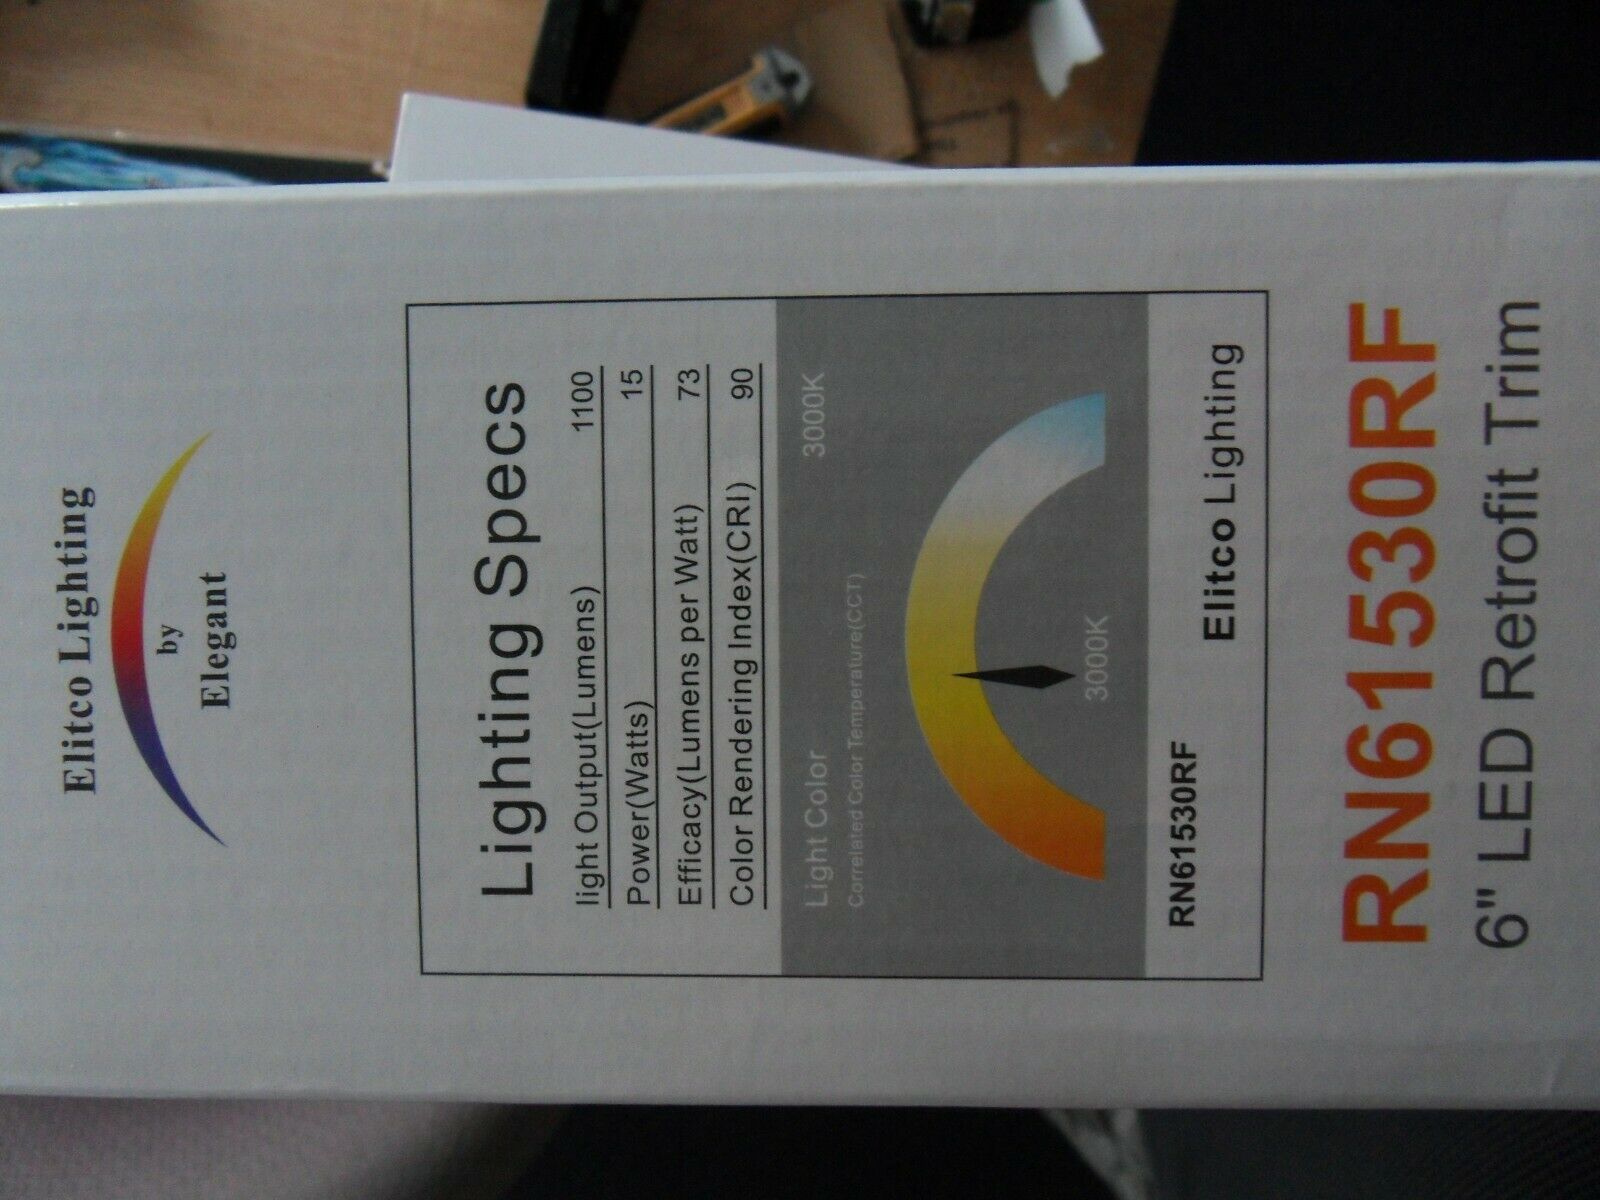 Elitco Lighting
by
Elegant
Lighting Specs
light Output(Lumens) 1100
Power(Watts) 15
Efficacy(Lumens per Watt) 73
Color Rendering Index(CRI) 90
Light Color 3000K
Correlated Color Temperature(CCT)
3000K
RN61530RF
Elitco Lighting
RN61530RF
6" LED Retrofit Trim